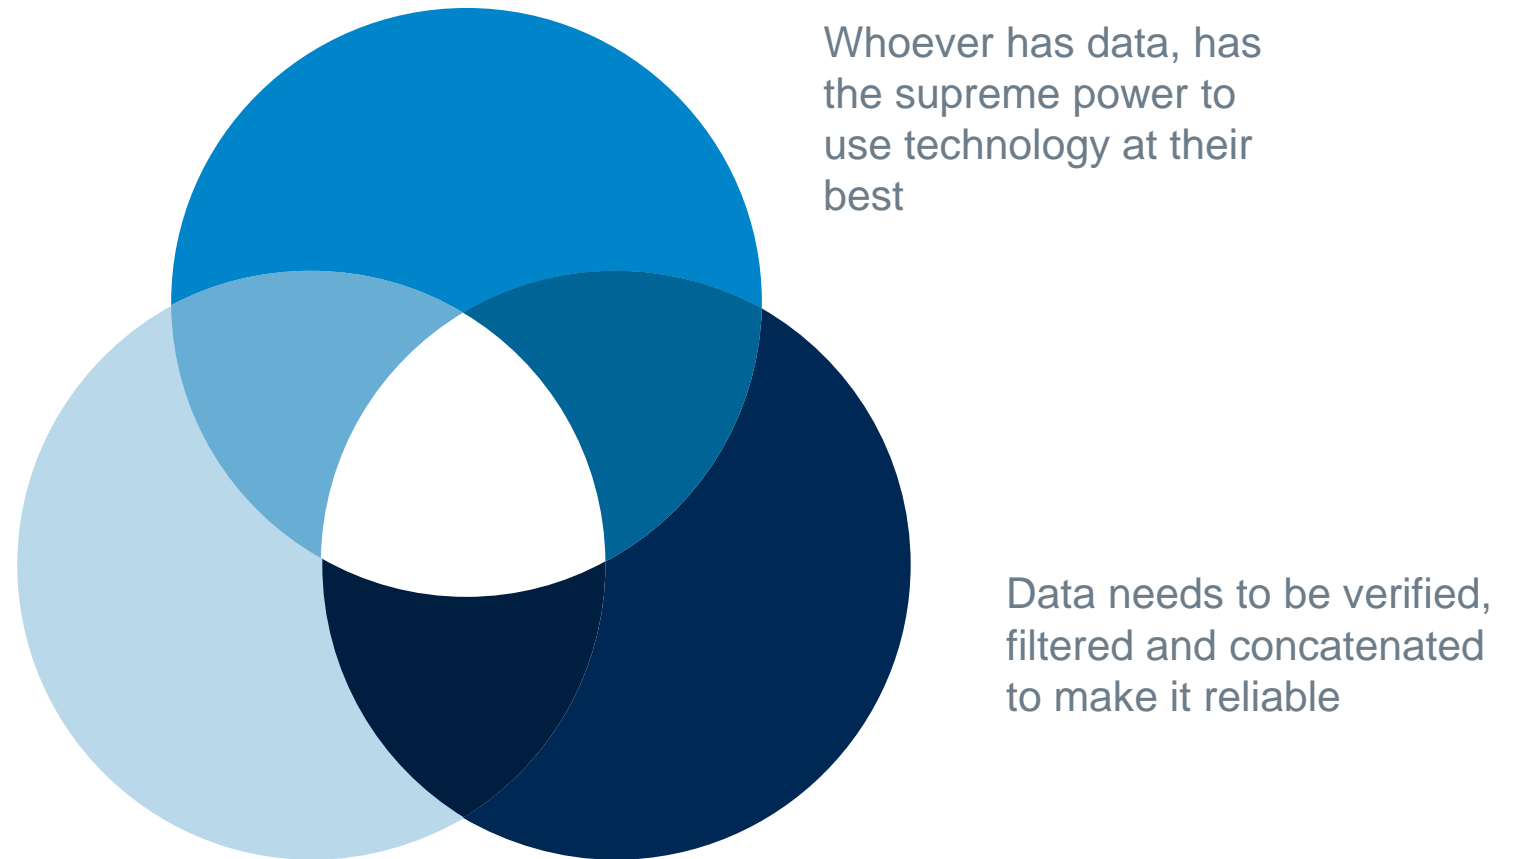 Whoever has data, has
the supreme power to
use technology at their
best
Data needs to be verified,
filtered and concatenated
to make it reliable